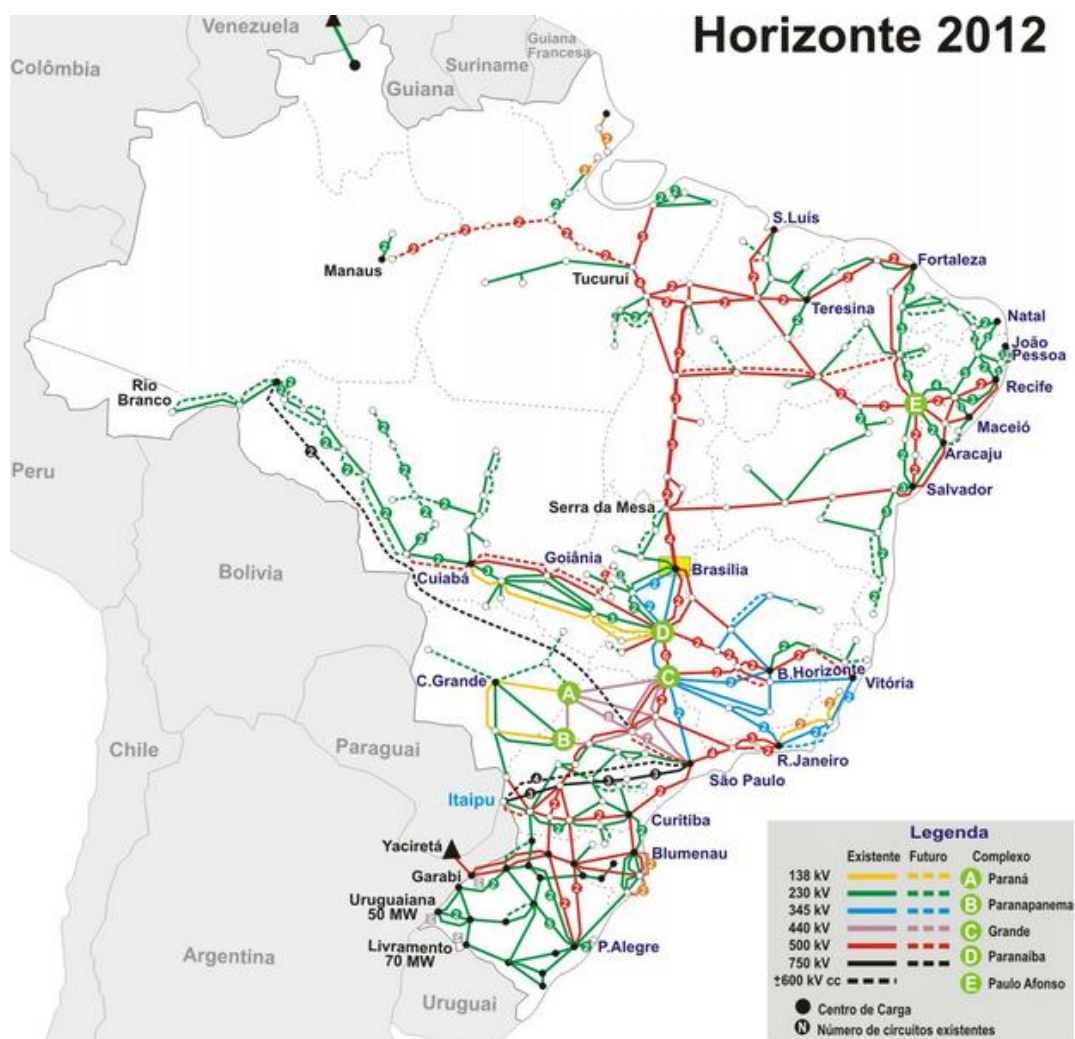 Horizonte 2012
Venezuela
Guiana
Francesa
Suriname
Colômbia
Guiana
S.Luís
Manaus
Tucuruí
Fortaleza
Teresina
Natal
João
Pessoa
Rio
Branco
Recife
E
Maceió
Aracaju
Peru
Salvador
Serra da Mesa
Bolivia
Cuiabá
Goiânia
Brasília
D
C.Grande
A
C
B.Horizonte
Vitória
B
Chile
Paraguai
R.Janeiro
São Paulo
Itaipu
Curitiba
Yaciretá
Blumenau
Garabi
Uruguaiana
50 MW
Livramento
70 MW
P.Alegre
Argentina
Uruguai
Legenda
Existente Futuro Complexo
138 kV A Paraná
230 kV
345 kV B Paranapanema
440 kV C Grande
500 kV D Paranaíba
750 kV
±600 kV cc E Paulo Afonso
Centro de Carga
N Número de circuitos existentes